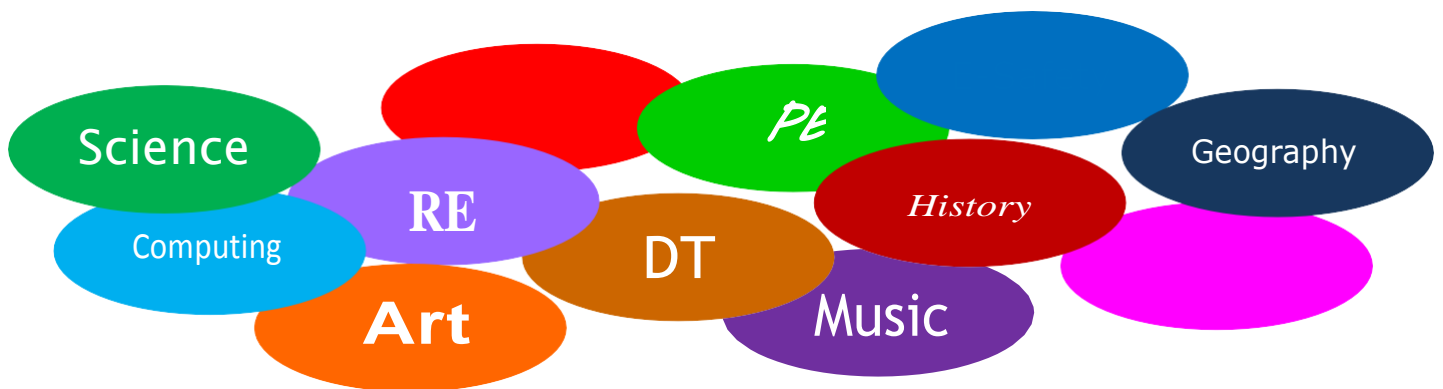 Science
PE
Geography
RE
History
Computing
DT
Art
Music